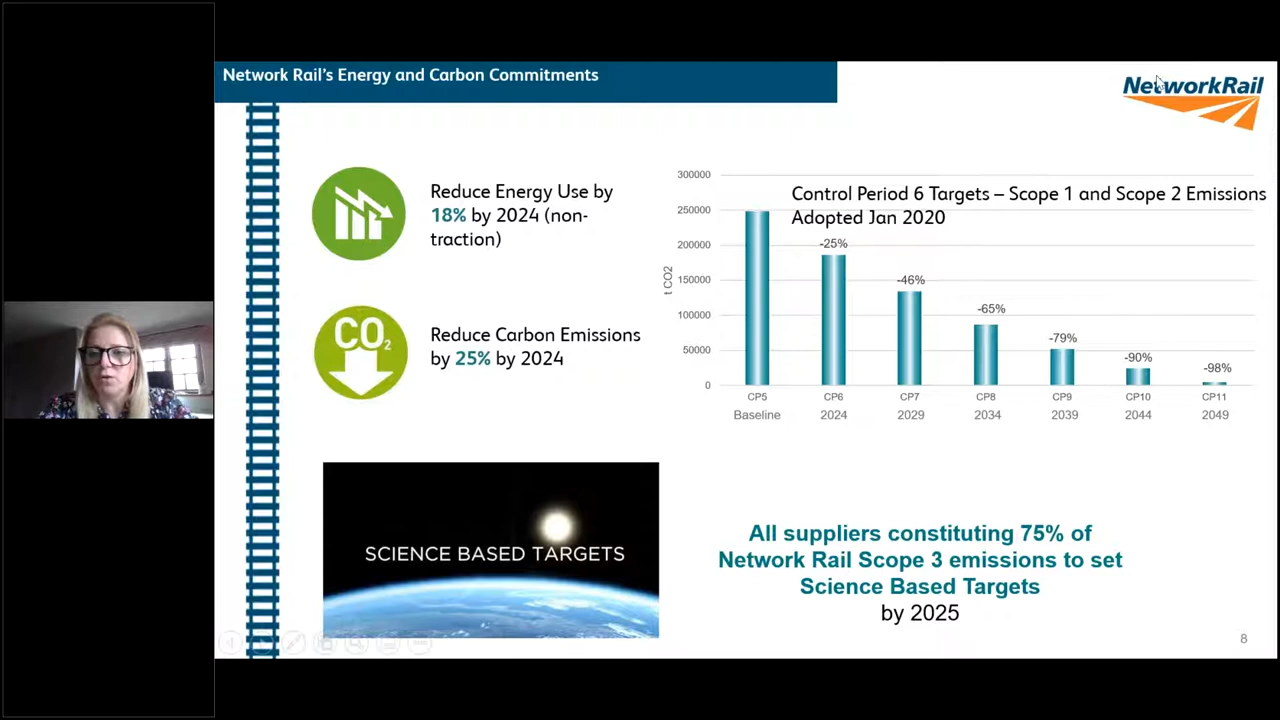 Network Rail's Energy and Carbon Commitments
NetworkRail
Reduce Energy Use by
18% by 2024 (non-
traction)
Reduce Carbon Emissions
by 25% by 2024
CO2
Control Period 6 Targets – Scope 1 and Scope 2 Emissions
Adopted Jan 2020
300000
250000
200000
150000
100000
50000
0
t CO2
-25%
-46%
-65%
-79%
-90%
-98%
CP5 CP6 CP7 CP8 CP9 CP10 CP11
Baseline 2024 2029 2034 2039 2044 2049
SCIENCE BASED TARGETS
All suppliers constituting 75% of
Network Rail Scope 3 emissions to set
Science Based Targets
by 2025
8